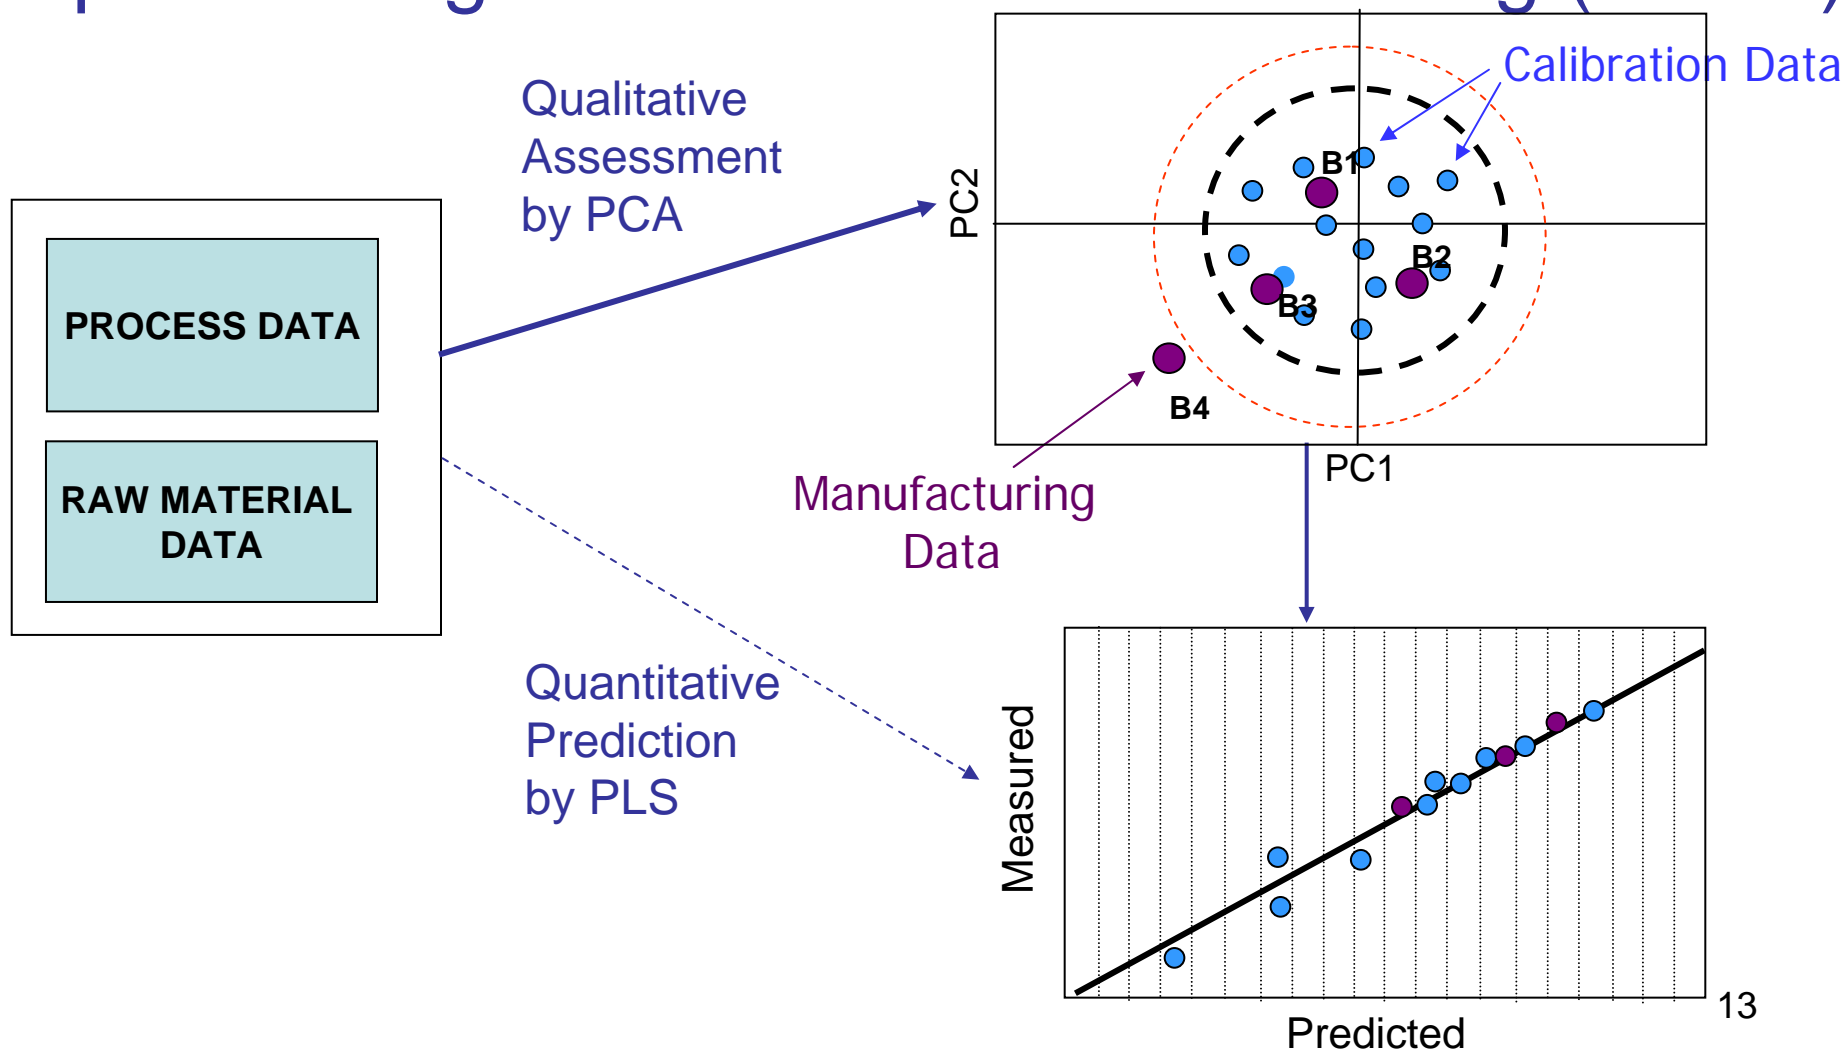 Qualitative
Assessment
by PCA
PROCESS DATA
RAW MATERIAL
DATA
Calibration Data
PC2
B1
B2
B3
B4
PC1
Manufacturing
Data
Quantitative
Prediction
by PLS
Measured
Predicted
13